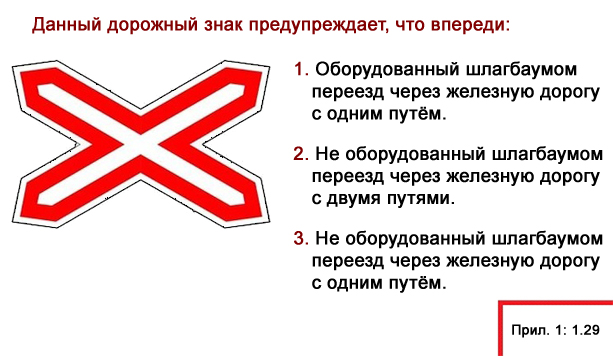 Данный дорожный знак предупреждает, что впереди:
1. Оборудованный шлагбаумом
переезд через железную дорогу
с одним путём.
2. Не оборудованный шлагбаумом
переезд через железную дорогу
с двумя путями.
3. Не оборудованный шлагбаумом
переезд через железную дорогу
с одним путём.
Прил. 1: 1.29